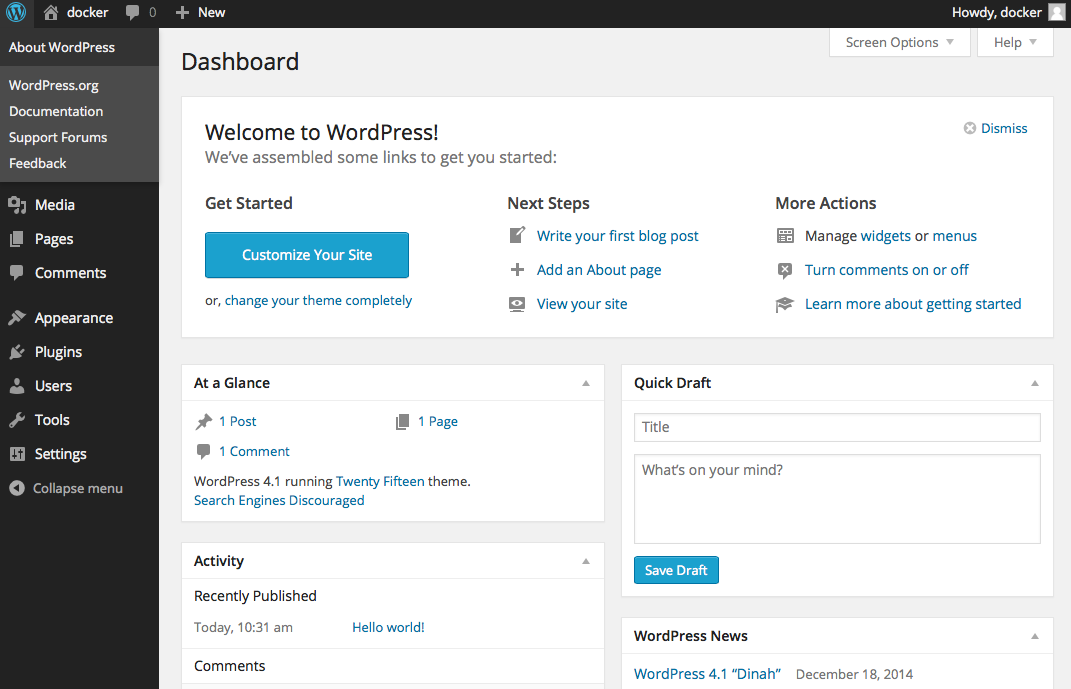 docker 0 New Howdy, docker
About WordPress
WordPress.org
Documentation
Support Forums
Feedback
Media
Pages
Comments
Appearance
Plugins
Users
Tools
Settings
Collapse menu
Screen Options Help
Dashboard
Welcome to WordPress!
We've assembled some links to get you started:
Dismiss
Get Started
Customize Your Site
or, change your theme completely
Next Steps
Write your first blog post
Add an About page
View your site
More Actions
Manage widgets or menus
Turn comments on or off
Learn more about getting started
At a Glance
1 Post 1 Page
1 Comment
WordPress 4.1 running Twenty Fifteen theme.
Search Engines Discouraged
Activity
Recently Published
Today, 10:31 am Hello world!
Comments
Quick Draft
Title
What's on your mind?
Save Draft
WordPress News
WordPress 4.1 “Dinah” December 18, 2014